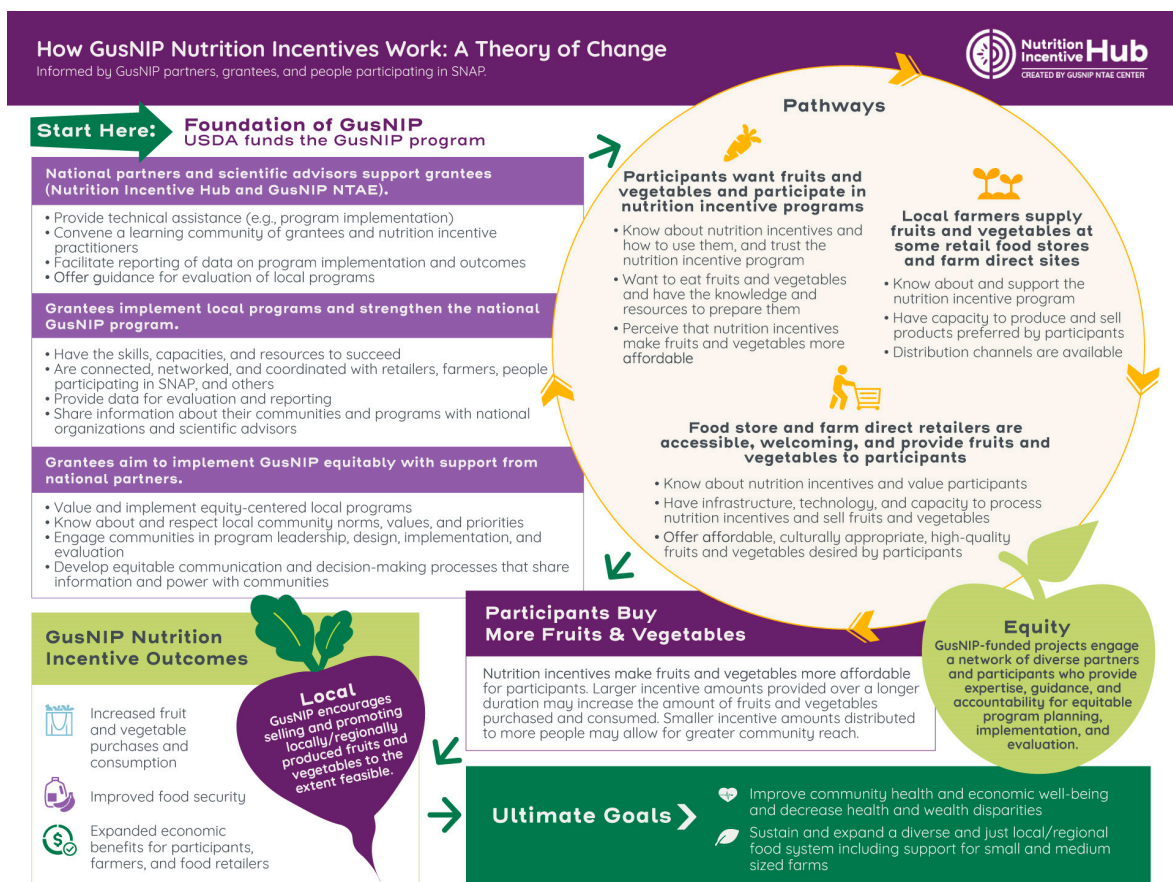 How GusNIP Nutrition Incentives Work: A Theory of Change
Informed by GusNIP partners, grantees, and people participating in SNAP.
Nutrition
Incentive Hub
CREATED BY GUSNIP NTAE CENTER
Start Here:
Foundation of GusNIP
USDA funds the GusNIP program
National partners and scientific advisors support grantees
(Nutrition Incentive Hub and GusNIP NTAE).
• Provide technical assistance (e.g., program implementation)
• Convene a learning community of grantees and nutrition incentive
practitioners
• Facilitate reporting of data on program implementation and outcomes
• Offer guidance for evaluation of local programs
Grantees implement local programs and strengthen the national
GusNIP program.
• Have the skills, capacities, and resources to succeed
• Are connected, networked, and coordinated with retailers, farmers, people
participating in SNAP, and others
• Provide data for evaluation and reporting
• Share information about their communities and programs with national
organizations and scientific advisors
Grantees aim to implement GusNIP equitably with support from
national partners.
• Value and implement equity-centered local programs
• Know about and respect local community norms, values, and priorities
• Engage communities in program leadership, design, implementation, and
evaluation
• Develop equitable communication and decision-making processes that share
information and power with communities
Pathways
Participants want fruits and
vegetables and participate in
nutrition incentive programs
• Know about nutrition incentives and
how to use them, and trust the
nutrition incentive program
• Want to eat fruits and vegetables
and have the knowledge and
resources to prepare them
• Perceive that nutrition incentives
make fruits and vegetables more
affordable
Local farmers supply
fruits and vegetables at
some retail food stores
and farm direct sites
• Know about and support the
nutrition incentive program
• Have capacity to produce and sell
products preferred by participants
• Distribution channels are available
Food store and farm direct retailers are
accessible, welcoming, and provide fruits and
vegetables to participants
• Know about nutrition incentives and value participants
• Have infrastructure, technology, and capacity to process
nutrition incentives and sell fruits and vegetables
• Offer affordable, culturally appropriate, high-quality
fruits and vegetables desired by participants
Participants Buy
More Fruits & Vegetables
Nutrition incentives make fruits and vegetables more affordable
for participants. Larger incentive amounts provided over a longer
duration may increase the amount of fruits and vegetables
purchased and consumed. Smaller incentive amounts distributed
to more people may allow for greater community reach.
Equity
GusNIP-funded projects engage
a network of diverse partners
and participants who provide
expertise, guidance, and
accountability for equitable
program planning,
implementation, and
evaluation.
GusNIP Nutrition
Incentive Outcomes
Increased fruit
and vegetable
purchases and
consumption
Improved food security
$
Expanded economic
benefits for participants,
farmers, and food retailers
Local
GusNIP encourages
selling and promoting
locally/regionally
produced fruits and
vegetables to the
extent feasible.
Ultimate Goals
Improve community health and economic well-being
and decrease health and wealth disparities
Sustain and expand a diverse and just local/regional
food system including support for small and medium
sized farms